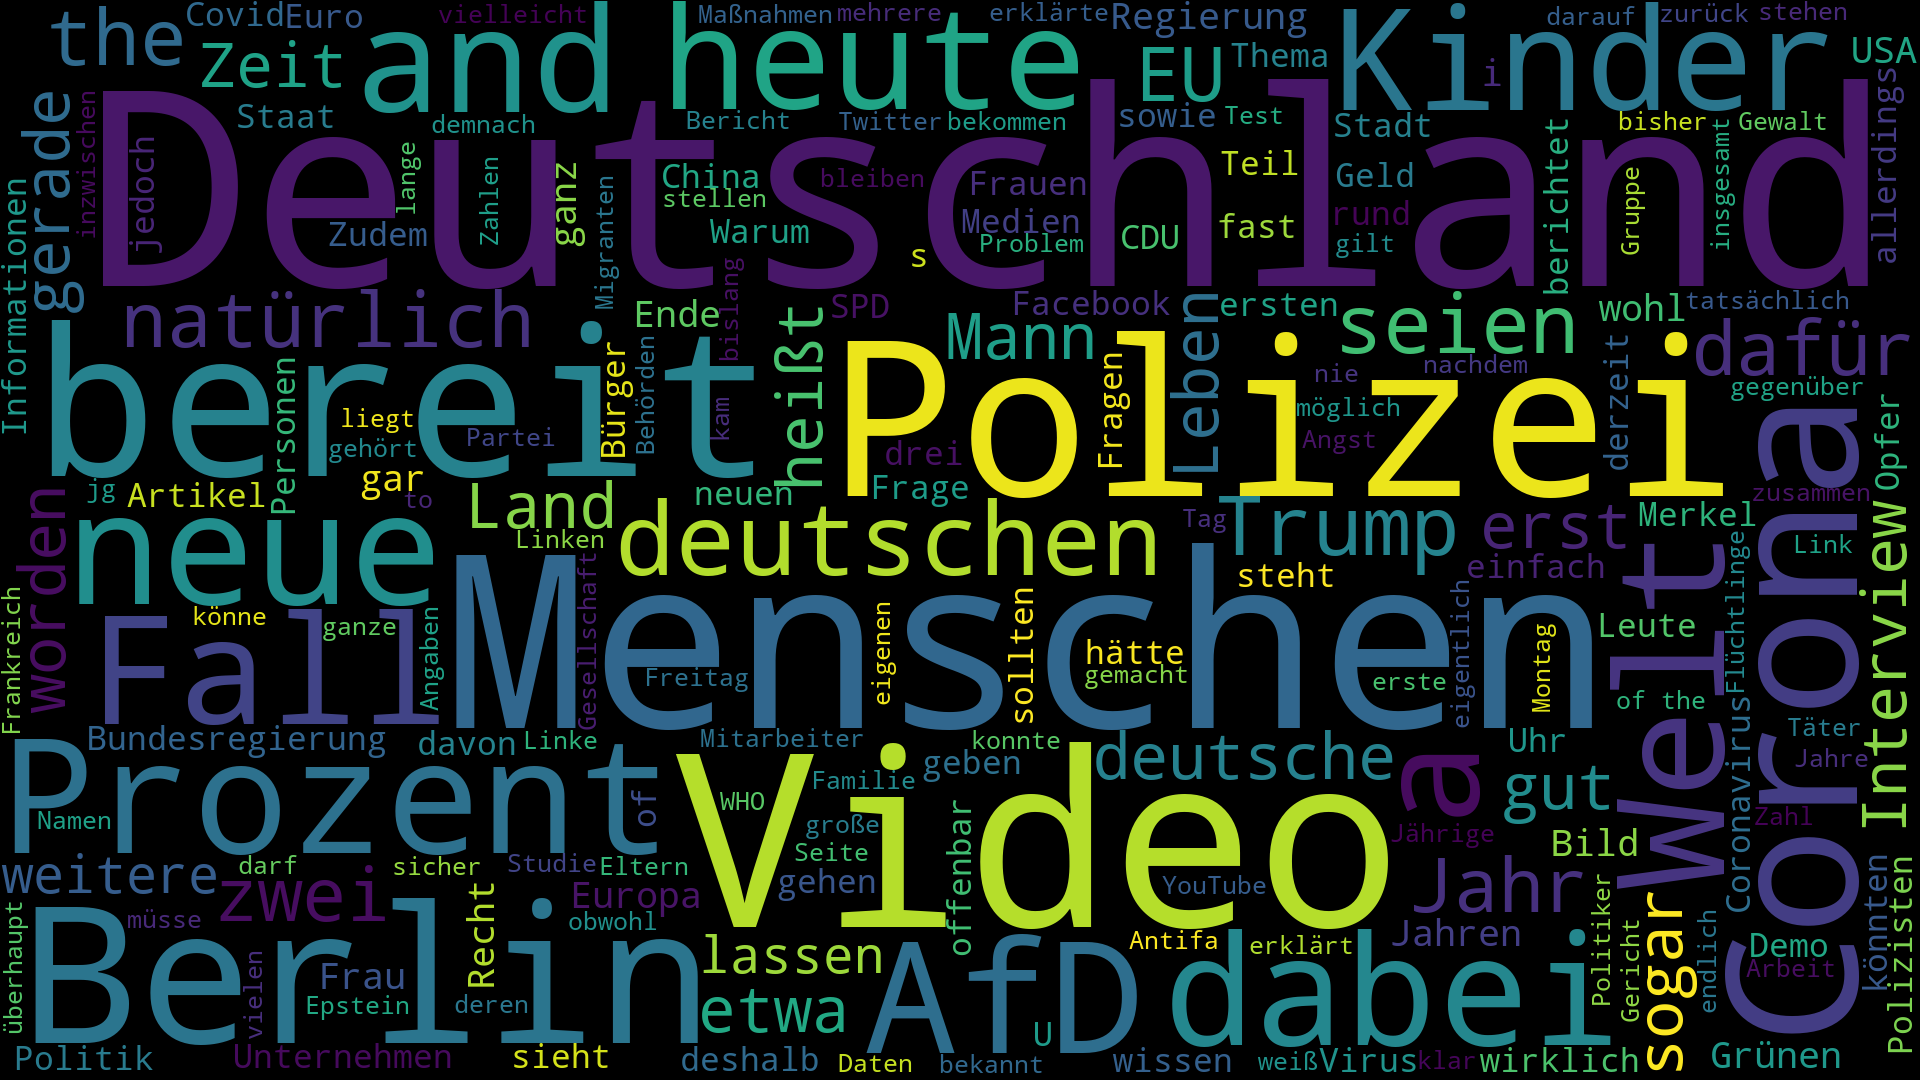 the
Covid
Euro
vielleicht
and
heute
Maßnahmen
mehrere
erklärte
Regierung
Kinder
darauf
zurück
stehen
Zeit
EU
Thema
i
USA
gerade
Staat
demnach
Bericht
Twitter
bekommen
sowie
Test
Stadt
bisher
Gewalt
allerdings
Deutschland
inzwischen
jedoch
lange
Zahlen
ganz
China
stellen
bleiben
Frauen
Teil
Geld
berichtet
Gruppe
insgesamt
Informationen
Zudem
Migranten
Warum
Medien
Problem
CDU
fast
rund
gilt
s
natürlich
Ende
bislang
SPD
Facebook
ersten
wohl
tatsächlich
heißt
Mann
Leben
seien
dafür
bereit
Personen
Bürger
Behörden
kam
Polizei
Fragen
nie
nachdem
möglich
Angst
derzeit
gegenüber
Corona
Opfer
liegt
gehört
Partei
drei
gar
to
jg
Artikel
Frage
neuen
zusammen
worden
neue
Land
Linken
deutschen
Tag
Trump
erst
Merkel
Link
Interview
einfach
steht
Frankreich
könne
Fall
ganze
Angaben
Gesellschaft
Menschen
Freitag
eigenen
sollten
hätte
gemacht
erste
eigentlich
Montag
Leute
Welt
Flüchtlinge
of the
Bundesregierung
davon
Linke
Mitarbeiter
konnte
geben
deutsche
Uhr
Coronavirus
Täter
Jahre
Prozent
Namen
of
Video
WHO
Familie
große
Seite
gehen
offenbar
a
Jährige
gut
Zahl
Bild
weitere
darf
zwei
sicher
Studie
Eltern
Europa
YouTube
Jahr
Jahren
könnten
Polizisten
überhaupt
Berlin
müsse
vielen
Frau
Epstein
Recht
deren
obwohl
lassen
etwa
AfD
U
Antifa
erklärt
dabei
Politiker
Gericht
sogar
endlich
Demo
Arbeit
Politik
Unternehmen
sieht
deshalb
Daten
bekannt
wissen
weiß
Virus
klar
wirklich
Grünen